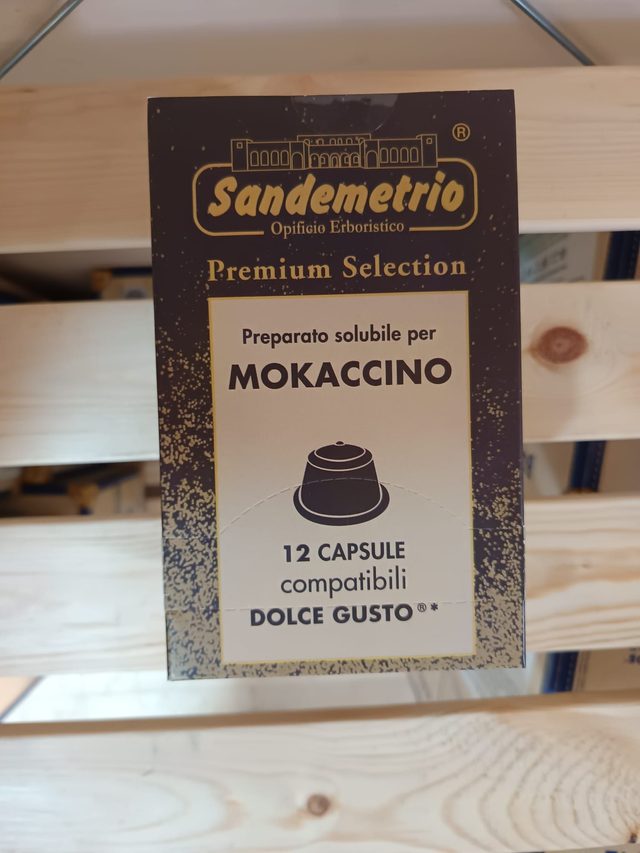 ®
Sandemetrio
Opificio Erboristico
Premium Selection
Preparato solubile per
MOKACCINO
12 CAPSULE
compatibili
DOLCE GUSTO®*